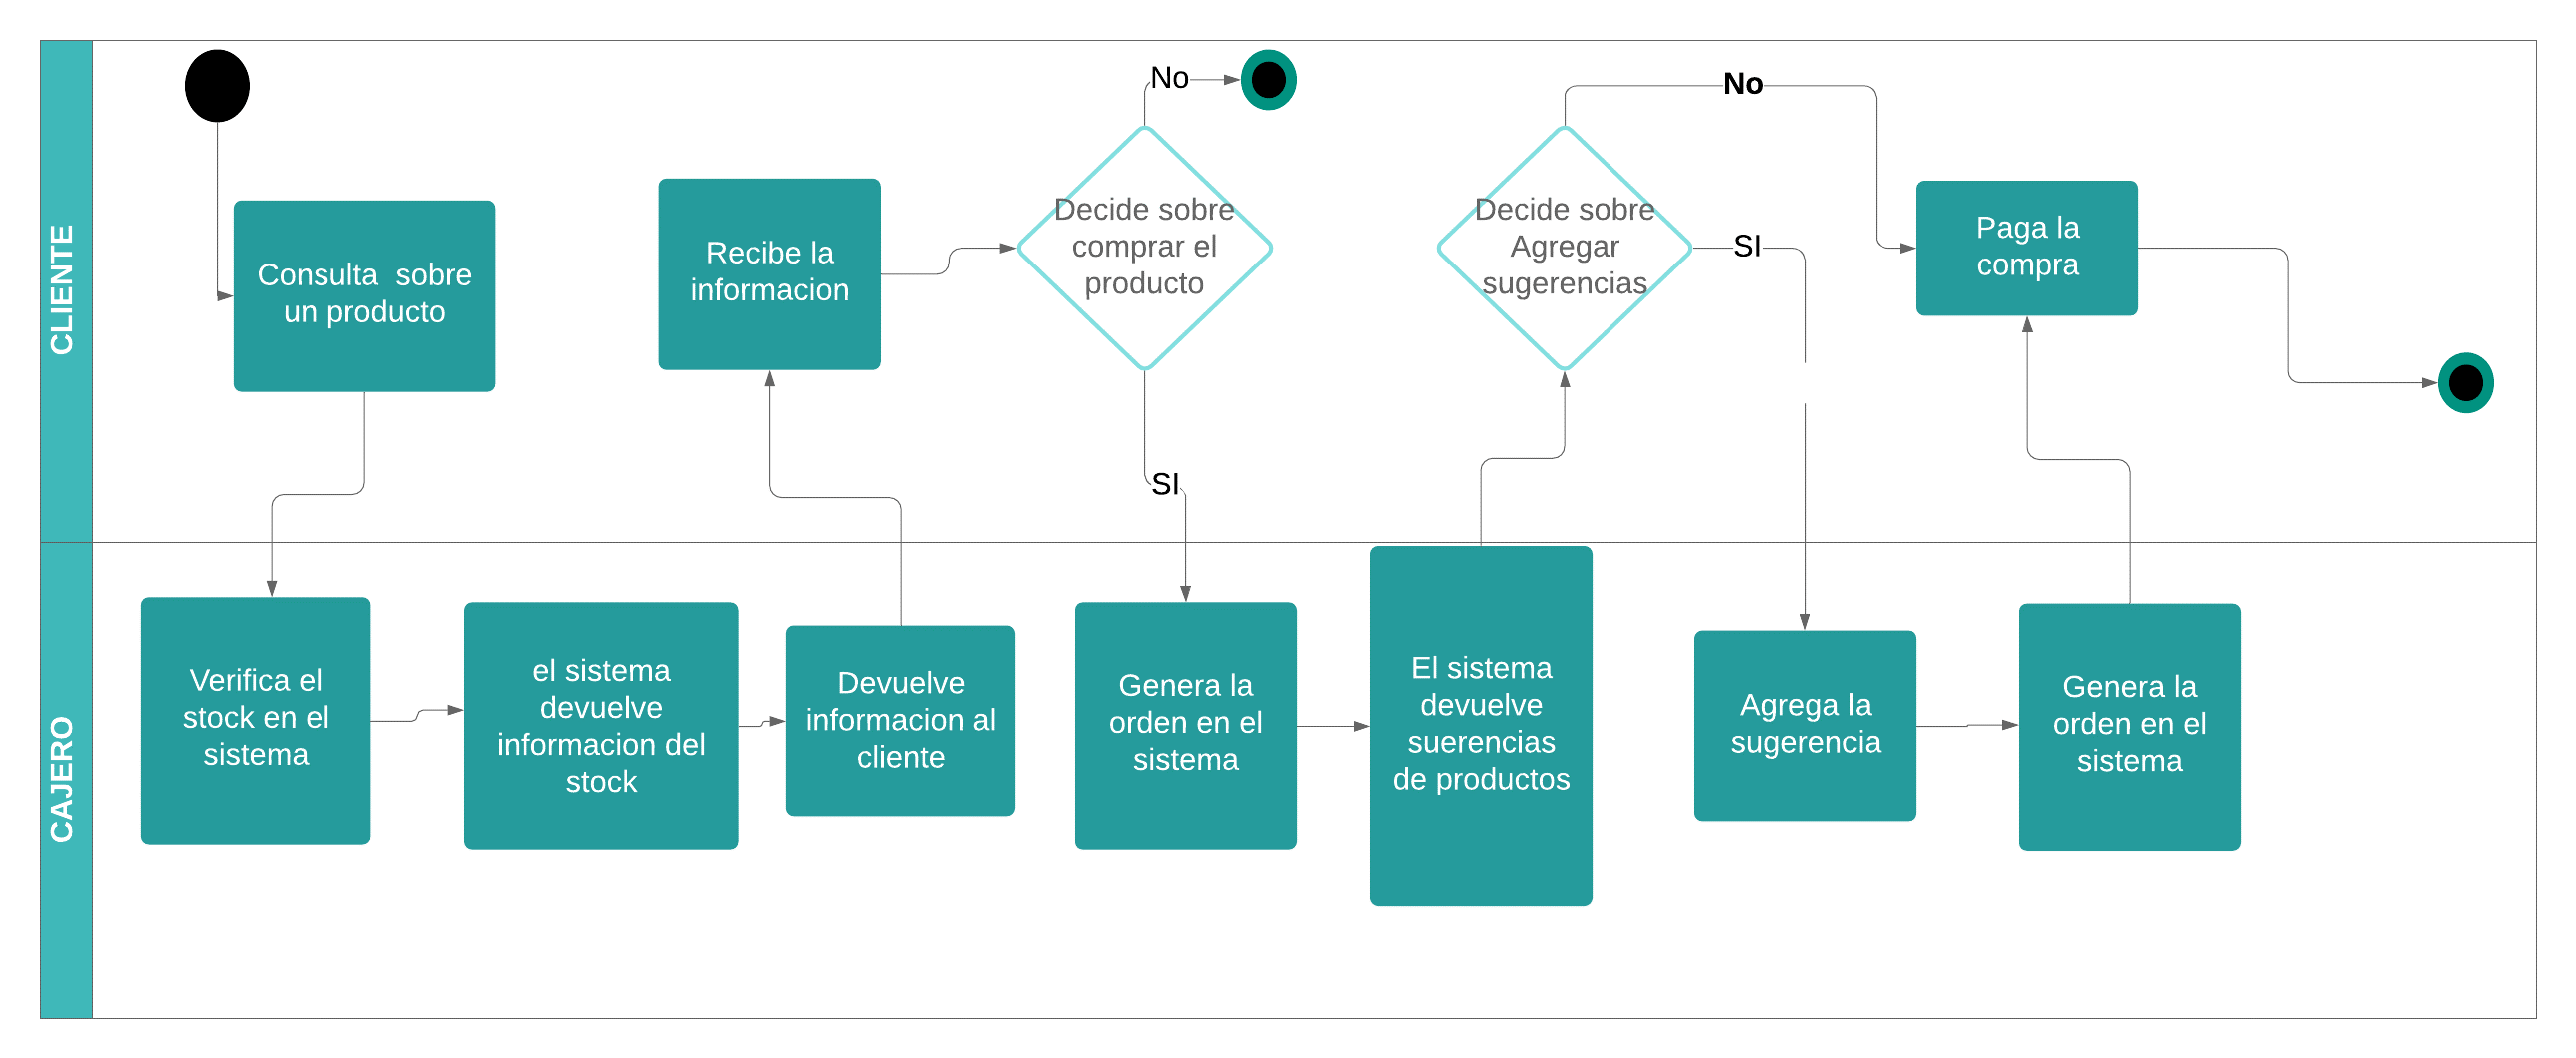 CLIENTE
Consulta  sobre
un producto
Recibe la
informacion
No
Decide sobre
comprar el
producto
SI
No
Decide sobre
Agregar
sugerencias
SI
Paga la
compra
CAJERO
Verifica el
stock en el
sistema
el sistema
devuelve
informacion del
stock
Devuelve
informacion al
cliente
Genera la
orden en el
sistema
El sistema
devuelve
suerencias
de productos
Agrega la
sugerencia
Genera la
orden en el
sistema